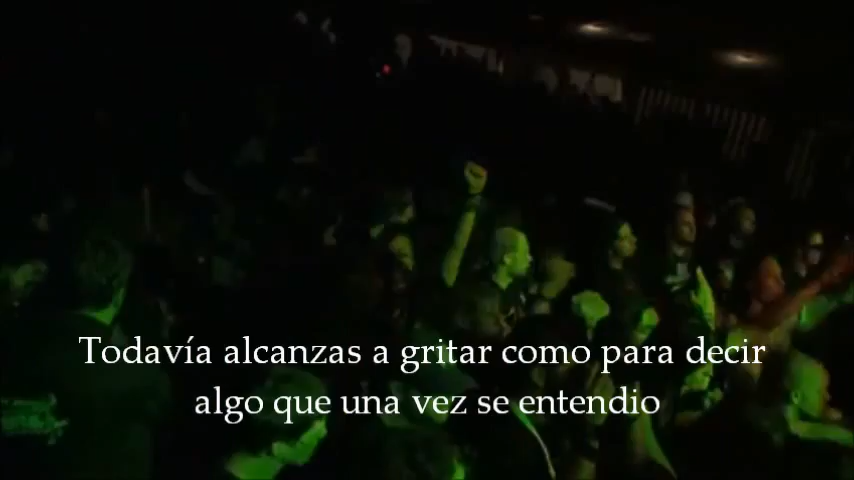 Todavía alcanzas a gritar como para decir
algo que una vez se entendio